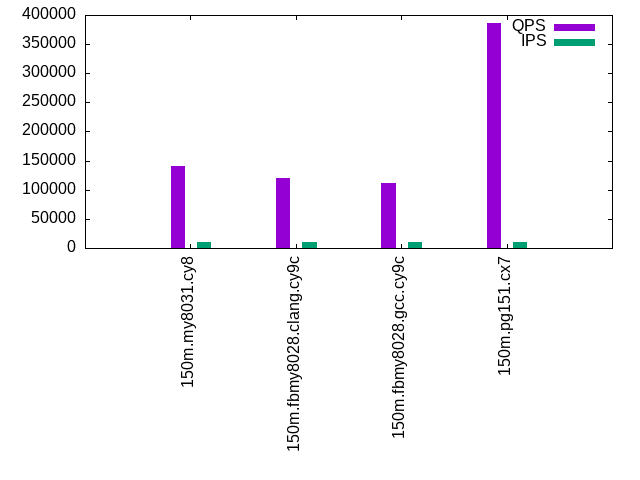 400000
350000
300000
250000
200000
150000
100000
50000
0
QPS
IPS
150m.my8031.cy8
150m.fbmy8028.clang.cy9c
150m.fbmy8028.gcc.cy9c
150m.pg151.cx7